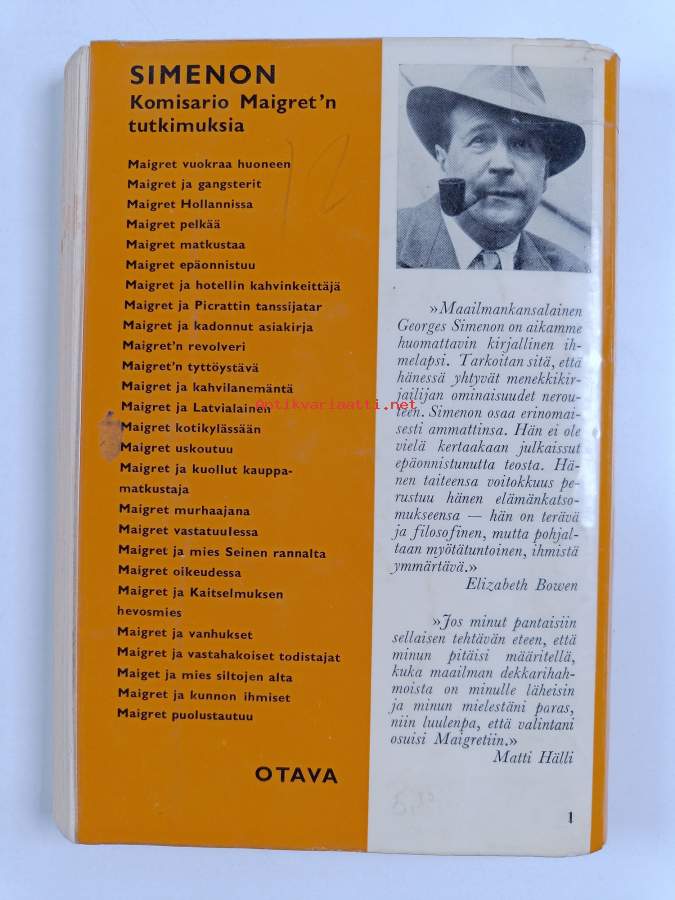 SIMENON
Komisario Maigret'n
tutkimuksia
Maigret vuokraa huoneen
Maigret ja gangsterit
Maigret Hollannissa
Maigret pelkää
Maigret matkustaa
Maigret epäonnistuu
Maigret ja hotellin kahvinkeittäjä
Maigret ja Picrattin tanssijatar
Maigret ja kadonnut asiakirja
Maigret'n revolveri
Maigret'n tyttöystävä
Maigret ja kahvilanemäntä
Maigret ja Latvialainen
Maigret kotikylässään
Maigret uskoutuu
Maigret ja kuollut kauppa-
matkustaja
Maigret murhaajana
Maigret vastatuulessa
Maigret ja mies Seinen rannalta
Maigret oikeudessa
Maigret ja Kaitselmuksen
hevosmies
Maigret ja vanhukset
Maigret ja vastahakoiset todistajat
Maiget ja mies siltojen alta
Maigret ja kunnon ihmiset
Maigret puolustautuu
OTAVA
»Maailmankansalainen
Georges Simenon on aikamme
huomattavin kirjallinen ih-
melapsi. Tarkoitan sitä, että
hänessä yhtyvät menekkikir-
jailijan ominaisuudet nerou-
teen. Simenon osaa erinomai-
sesti ammattinsa. Hän ei ole
vielä kertaakaan julkaissut
epäonnistunutta teosta. Hä-
nen taiteensa voitokkuus pe-
rustuu hänen elämänkatso-
mukseensa — hän on terävä
ja filosofinen, mutta pohjal-
taan myötätuntoinen, ihmistä
ymmärtävä.»
Elizabeth Bowen
»Jos minut pantaisiin
sellaisen tehtävän eteen, että
minun pitäisi määritellä,
kuka maailman dekkarihah-
moista on minulle läheisin
ja minun mielestäni paras,
niin luulenpa, että valintani
osuisi Maigretiin.»
Matti Hälli
1
antikvariaatti.net